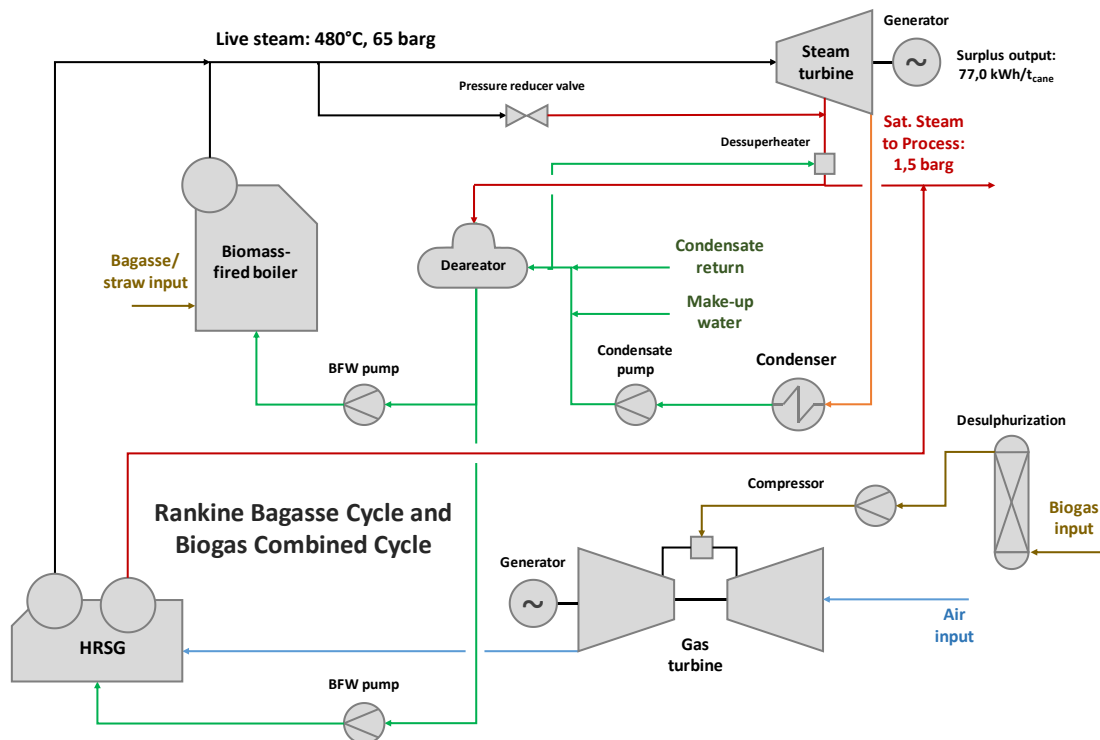 Live steam: 480°C, 65 barg
Generator
Steam
turbine
Surplus output:
77,0 kWh/tcane
Pressure reducer valve
Sat. Steam
to Process:
1,5 barg
Dessuperheater
Biomass-
fired boiler
Bagasse/
straw input
Deareator
Condensate
return
Make-up
water
BFW pump
Condensate
pump
Condenser
Desulphurization
Compressor
Biogas
input
Rankine Bagasse Cycle and
Biogas Combined Cycle
Generator
Gas
turbine
Air
input
HRSG
BFW pump